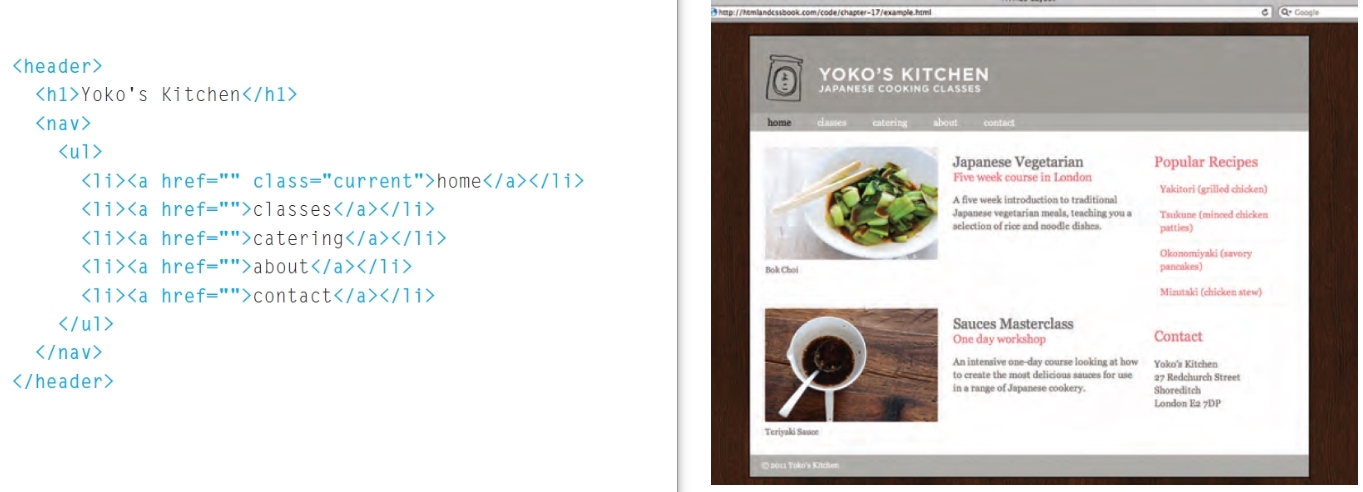 <header>
<h1>Yoko's Kitchen</h1>
<nav>
<ul>
<li><a href="" class="current">home</a></li>
<li><a href="">classes</a></li>
<li><a href="">catering</a></li>
<li><a href="">about</a></li>
<li><a href="">contact</a></li>
</ul>
</nav>
</header>
http://htmlandcssbook.com/code/chapter-17/example.html
Google
YOKO'S KITCHEN
JAPANESE COOKING CLASSES
home classes catering about contact
Japanese Vegetarian
Five week course in London
A five week introduction to traditional
Japanese vegetarian meals, teaching you a
selection of rice and noodle dishes.
Bok Choi
Sauces Masterclass
One day workshop
An intensive one-day course looking at how
to create the most delicious sauces for use
in a range of Japanese cookery.
Teriyaki Sauce
Popular Recipes
Yakitori (grilled chicken)
Tsukune (minced chicken
patties)
Okonomiyaki (savory
pancakes)
Mizutaki (chicken stew)
Contact
Yoko's Kitchen
27 Redchurch Street
Shoreditch
London E2 7DP
© 2011 Yoko's Kitchen